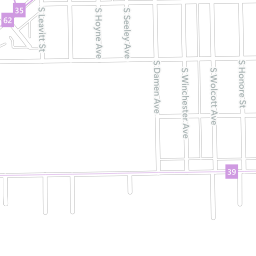 35
62
S Leavitt St
S Hoyne Ave
S Seeley Ave
S Damen Ave
S Winchester Ave
S Wolcott Ave
S Honore St
39